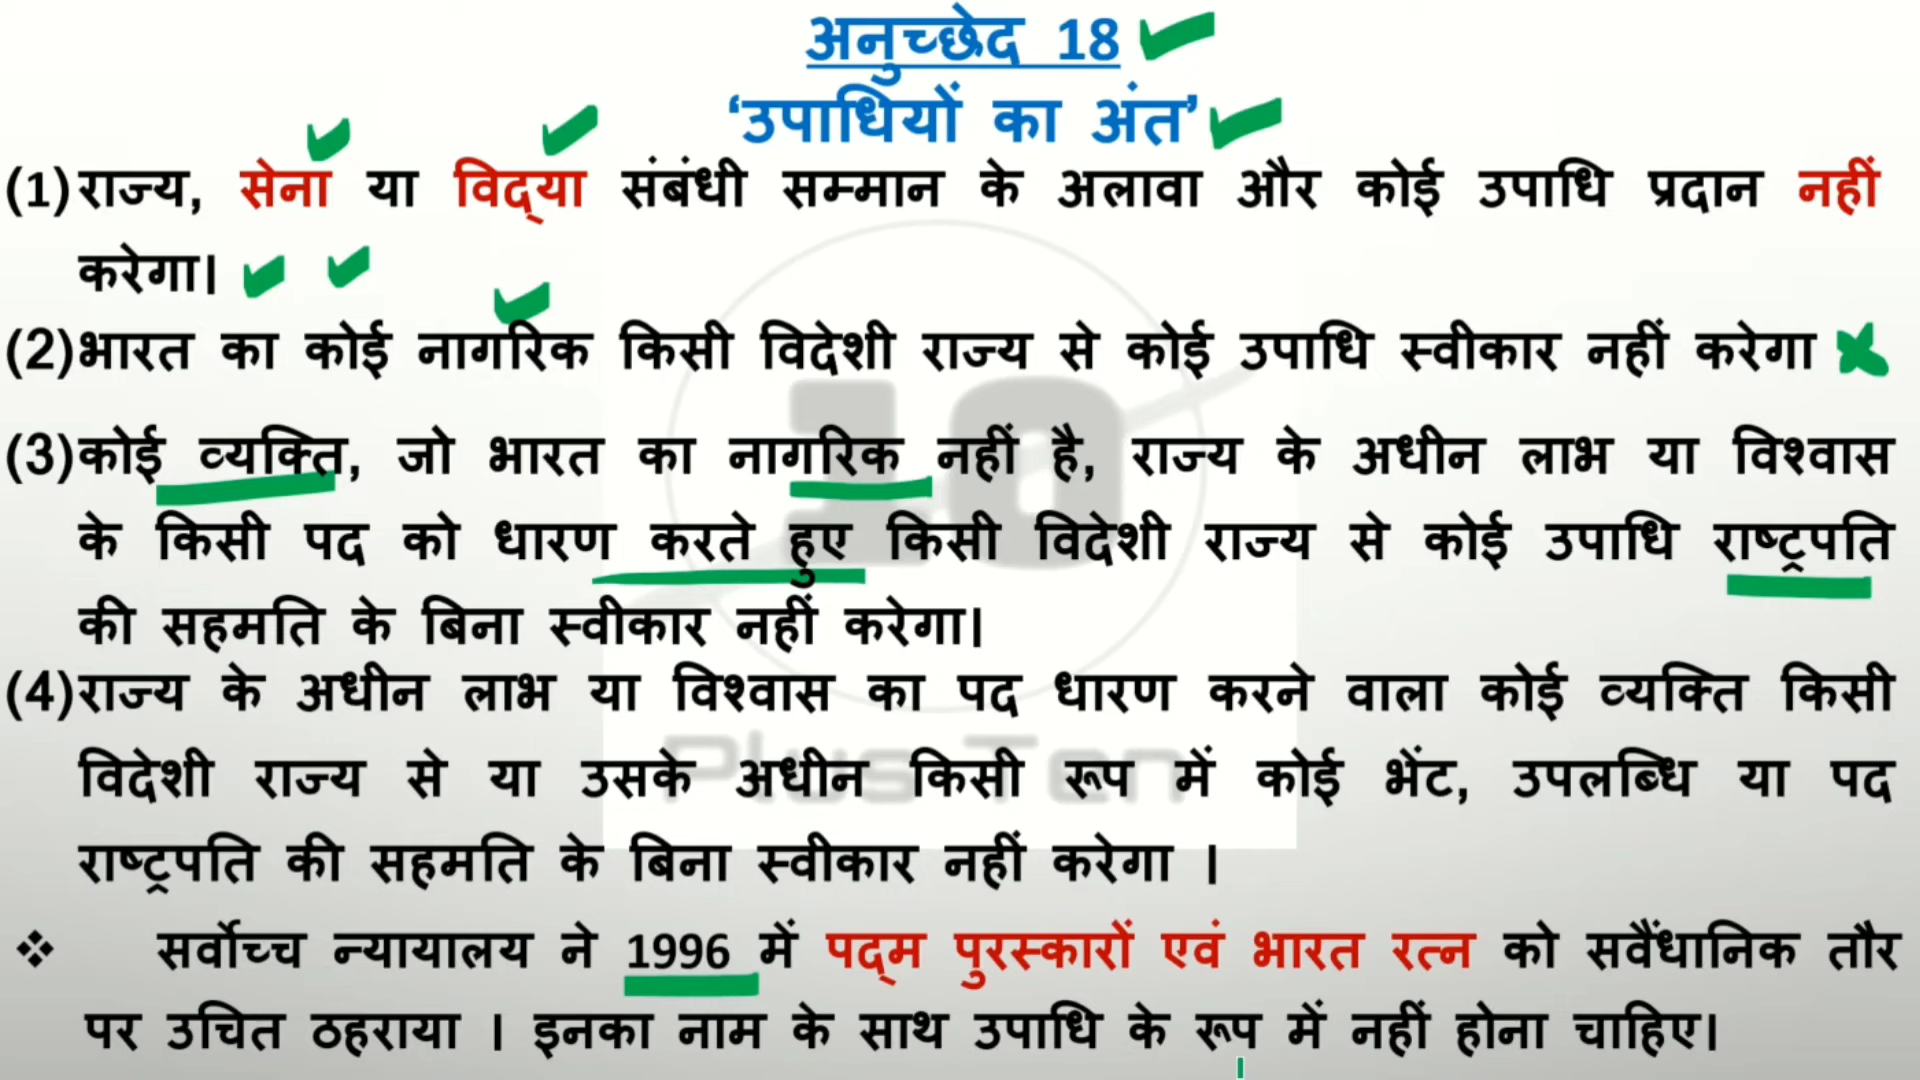 अनुच्छेद 18
‘उपाधियों का अंत’
(1) राज्य, सेना या विद्या संबंधी सम्मान के अलावा और कोई उपाधि प्रदान नहीं
करेगा।
(2) भारत का कोई नागरिक किसी विदेशी राज्य से कोई उपाधि स्वीकार नहीं करेगा
(3) कोई व्यक्ति, जो भारत का नागरिक नहीं है, राज्य के अधीन लाभ या विश्वास
के किसी पद को धारण करते हुए किसी विदेशी राज्य से कोई उपाधि राष्ट्रपति
की सहमति के बिना स्वीकार नहीं करेगा।
(4) राज्य के अधीन लाभ या विश्वास का पद धारण करने वाला कोई व्यक्ति किसी
विदेशी राज्य से या उसके अधीन किसी रूप में कोई भेंट, उपलब्धि या पद
राष्ट्रपति की सहमति के बिना स्वीकार नहीं करेगा ।
❖ सर्वोच्च न्यायालय ने 1996 में पद्म पुरस्कारों एवं भारत रत्न को सवैंधानिक तौर
पर उचित ठहराया । इनका नाम के साथ उपाधि के रूप में नहीं होना चाहिए।
10
Plus Ten